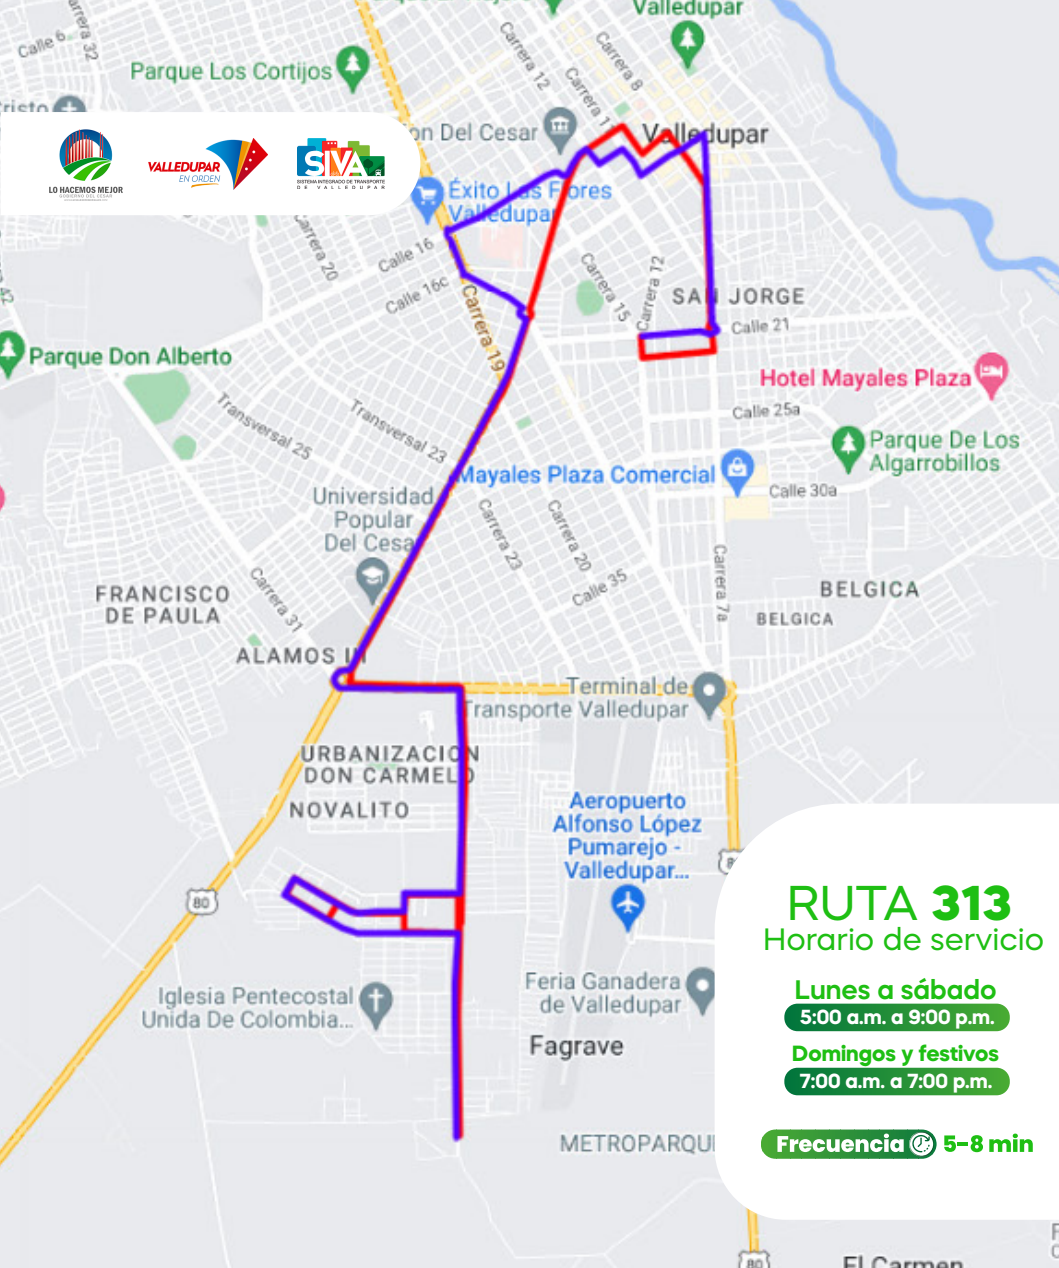 Valledupar
Carrera 32
Calle 6
Carrera 12
Carrera 8
Parque Los Cortijos
Carrera 1
Cristo
on Del Cesar
Valledupar
LO HACEMOS MEJOR
GOBIERNO DEL CESAR
VALLEDUPAR
EN ORDEN
SIVA
SISTEMA INTEGRADO DE TRANSPORTE
DE VALLEDUPAR
Éxito Las Flores
Valledupar
Carrera 20
Calle 16
Calle 16c
Carrera 19
Carrera 15
Carrera 12
42
SAN JORGE
Calle 21
Parque Don Alberto
Hotel Mayales Plaza
Transversal 25
Transversal 23
Calle 25a
Parque De Los
Algarrobillos
Mayales Plaza Comercial
Calle 30a
Universidad
Popular
Del Cesa
Carrera 23
Carrera 20
Calle 35
Carrera 7a
Carrera 31
FRANCISCO
DE PAULA
BELGICA
BELGICA
ALAMOS III
Terminal de
Transporte Valledupar
URBANIZACION
DON CARMELO
NOVALITO
Aeropuerto
Alfonso López
Pumarejo -
Valledupar...
80
Iglesia Pentecostal
Unida De Colombia...
Feria Ganadera
de Valledupar
Fagrave
METROPARQU
80
El Carmen
RUTA 313
Horario de servicio
Lunes a sábado
5:00 a.m. a 9:00 p.m.
Domingos y festivos
7:00 a.m. a 7:00 p.m.
Frecuencia 5-8 min